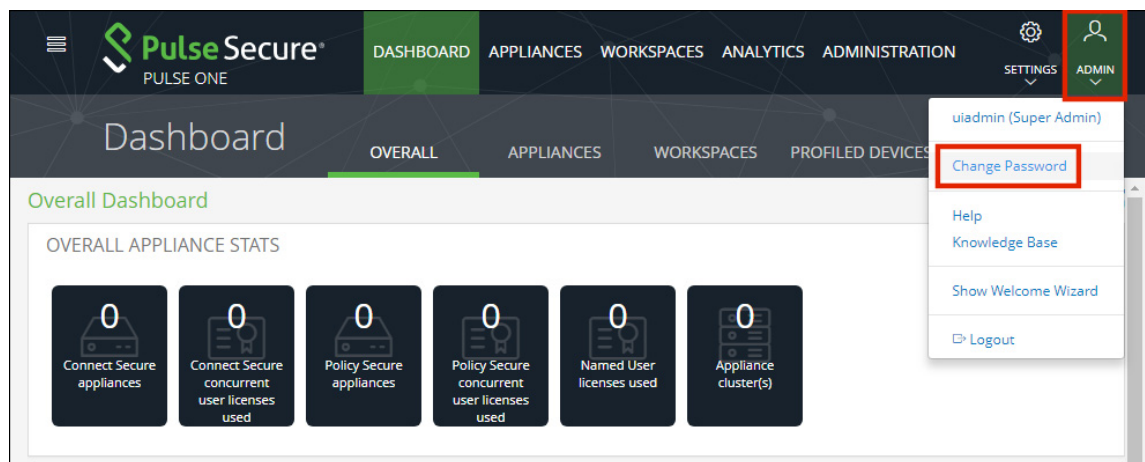 Pulse Secure®
PULSE ONE
DASHBOARD APPLIANCES WORKSPACES ANALYTICS ADMINISTRATION
SETTINGS
ADMIN
Dashboard
OVERALL APPLIANCES WORKSPACES PROFILED DEVICES
uiadmin (Super Admin)
Change Password
Help
Knowledge Base
Show Welcome Wizard
Logout
Overall Dashboard
OVERALL APPLIANCE STATS
0
Connect Secure
appliances
0
Connect Secure
concurrent
user licenses
used
0
Policy Secure
appliances
0
Policy Secure
concurrent
user licenses
used
0
Named User
licenses used
0
Appliance
cluster(s)